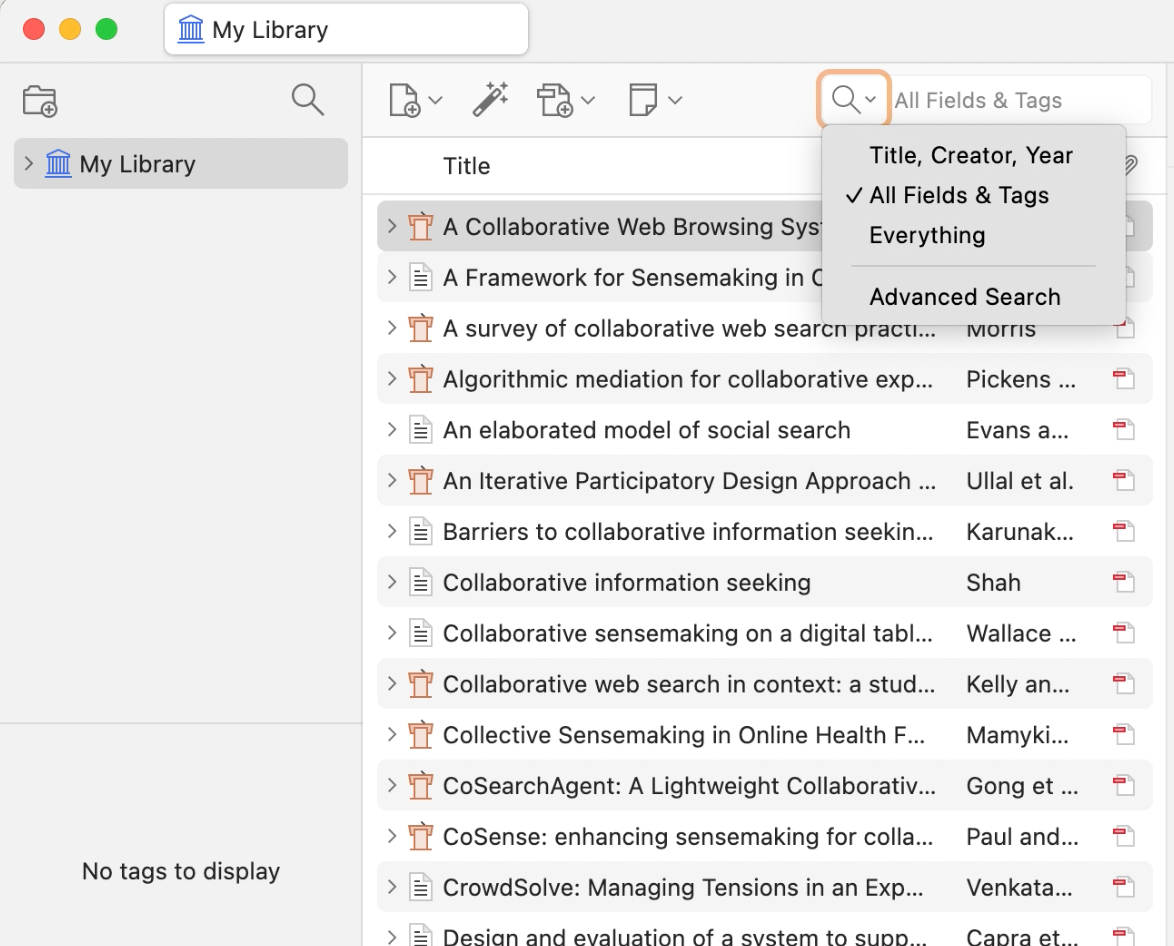 My Library
All Fields & Tags
My Library
Title
Title, Creator, Year
All Fields & Tags
Everything
Advanced Search
A Collaborative Web Browsing
A Framework for Sensemaking in
A survey of collaborative web search practi... Morris
Algorithmic mediation for collaborative exp... Pickens ...
An elaborated model of social search Evans a...
An Iterative Participatory Design Approach ... Ullal et al.
Barriers to collaborative information seekin... Karunak...
Collaborative information seeking Shah
Collaborative sensemaking on a digital tabl... Wallace ...
Collaborative web search in context: a stud... Kelly an...
Collective Sensemaking in Online Health F... Mamyki...
CoSearchAgent: A Lightweight Collaborativ... Gong et ...
CoSense: enhancing sensemaking for colla... Paul and...
CrowdSolve: Managing Tensions in an Exp... Venkata...
Design and evaluation of a system to supp... Capra et...
No tags to display